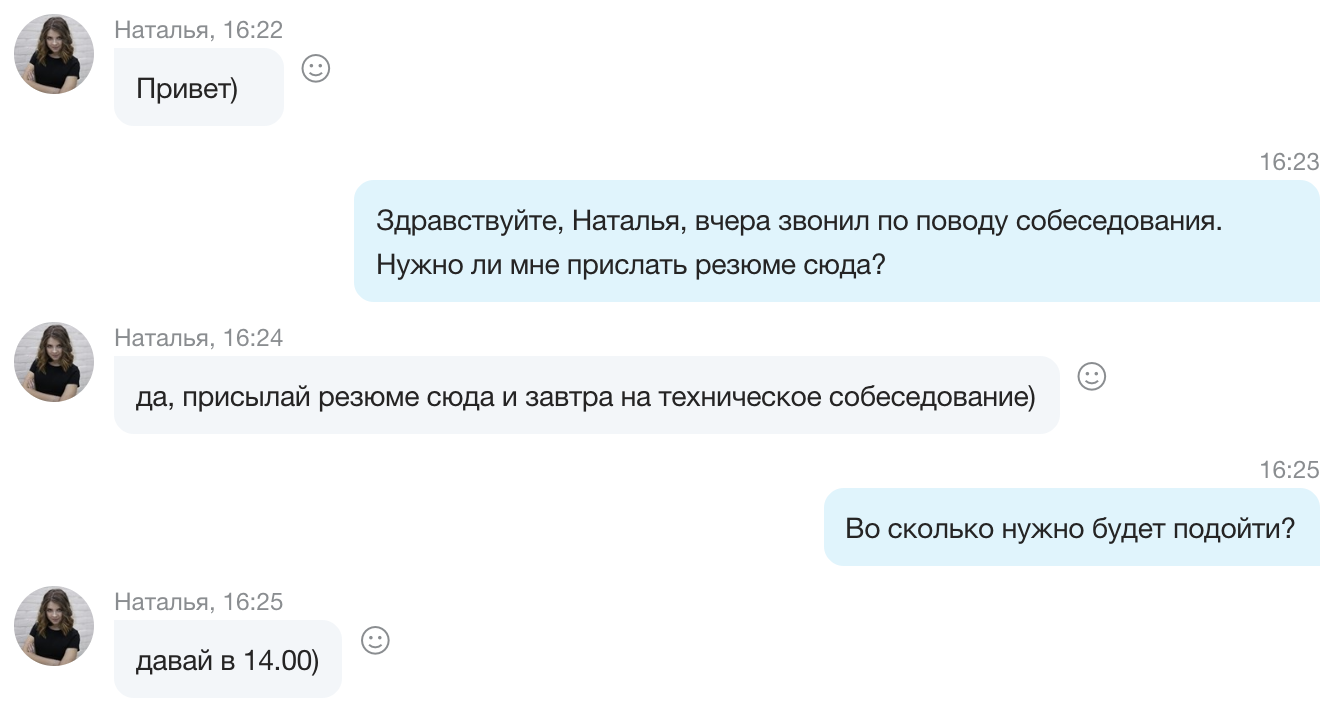 Наталья, 16:22
Привет)
16:23
Здравствуйте, Наталья, вчера звонил по поводу собеседования.
Нужно ли мне прислать резюме сюда?
Наталья, 16:24
да, присылай резюме сюда и завтра на техническое собеседование)
16:25
Во сколько нужно будет подойти?
Наталья, 16:25
давай в 14.00)